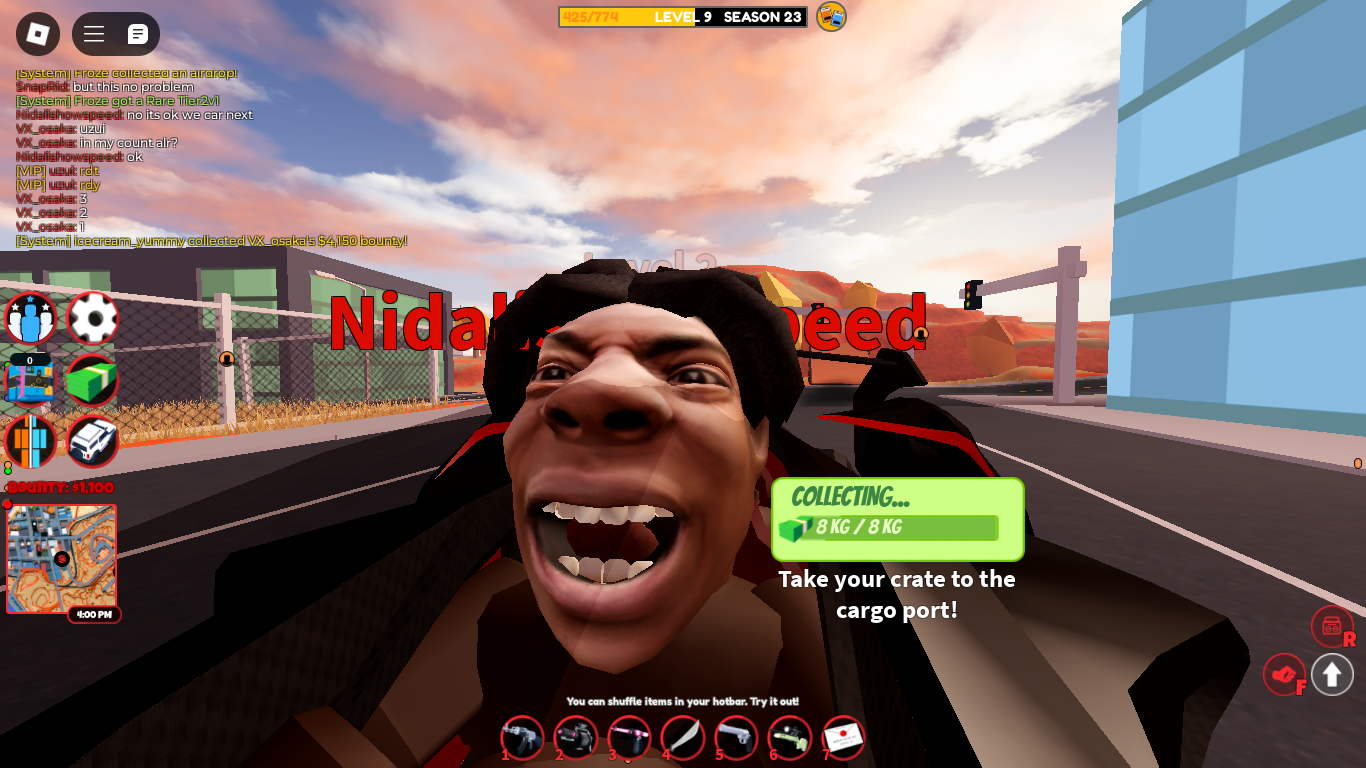 425/774 LEVEL 9 SEASON 23
[System] Froze collected an airdrop!
SnapRid: but this no problem
[System] Froze got a Rare Tier2v1
Nidalishowspeed: no its ok we car next
VX_osaka: uzui
VX_osaka: in my count alr?
Nidalishowspeed: ok
[VIP] uzui: rdt
[VIP] uzui: rdy
VX_osaka: 3
VX_osaka: 2
VX_osaka: 1
[System] icecream_yummy collected VX_osaka's $4,150 bounty!
Nidal peed
0
BOUNTY: $1,100
4:00 PM
COLLECTING...
8 KG / 8 KG
Take your crate to the
cargo port!
R
F
You can shuffle items in your hotbar. Try it out!
1 2 3 4 5 6 7